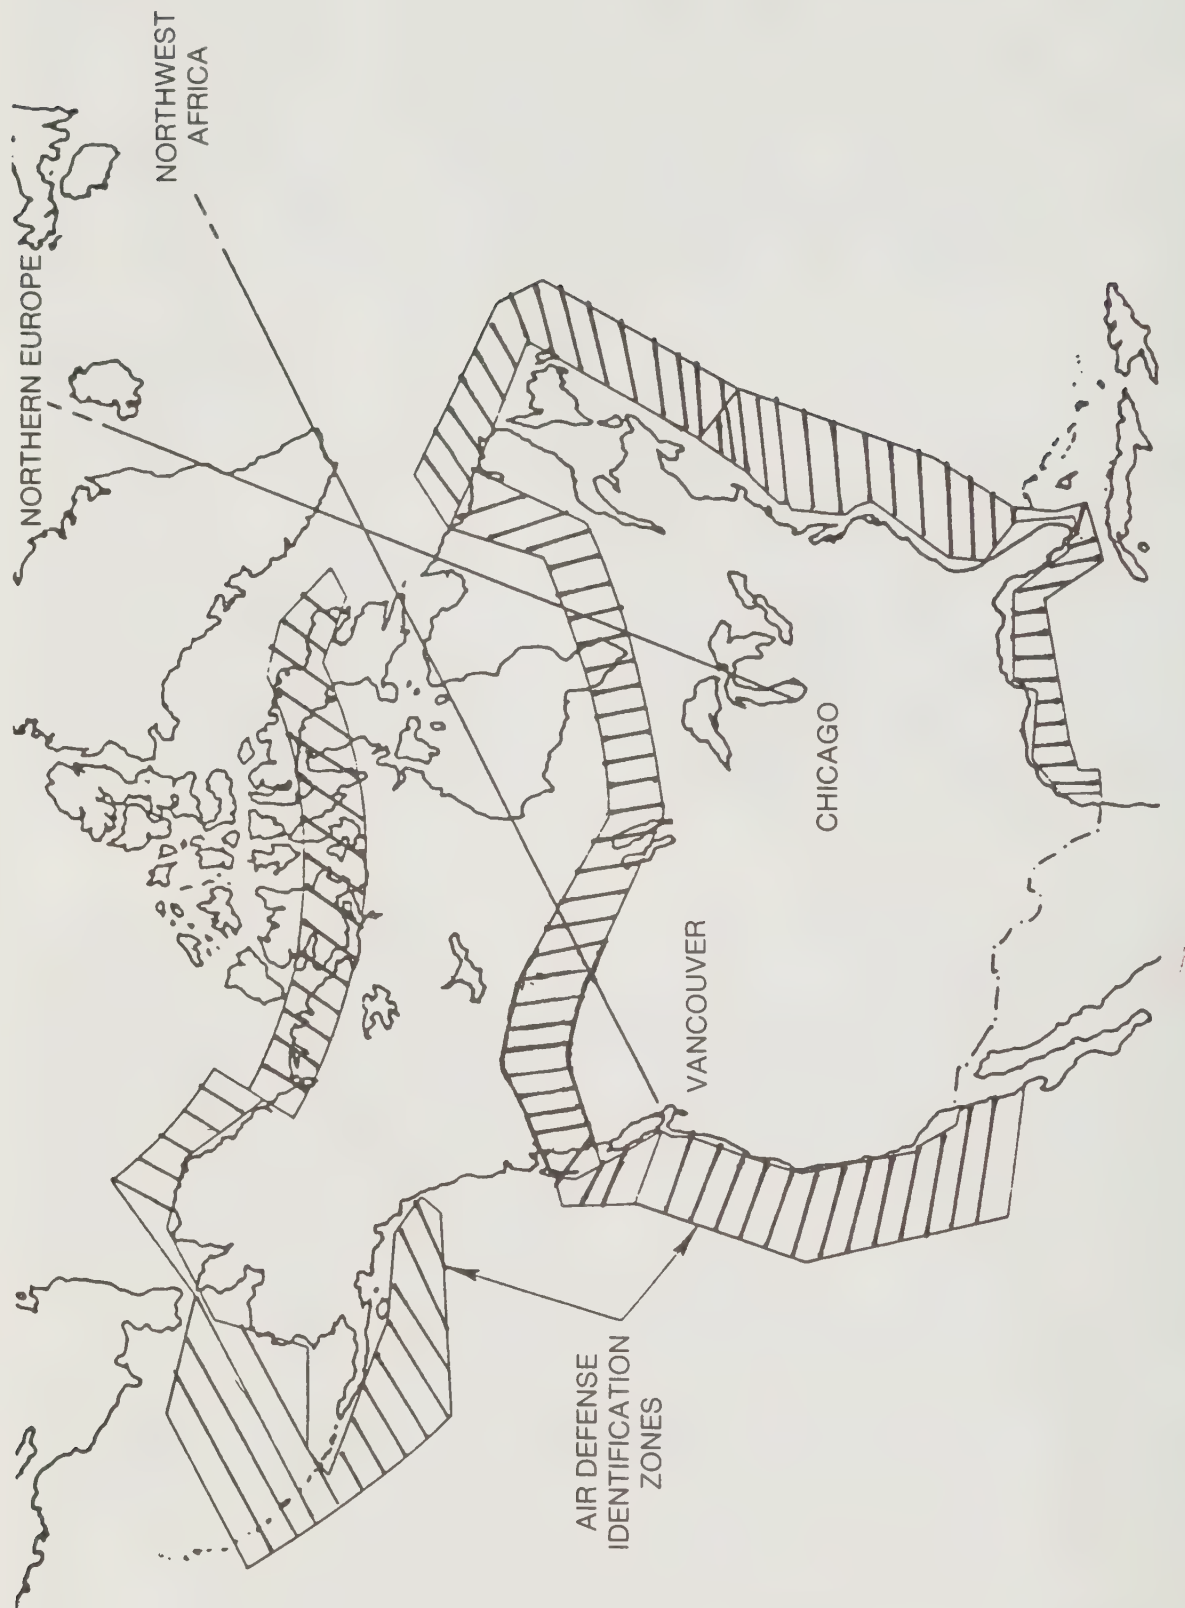 NORTHERN EUROPE
NORTHWEST
AFRICA
VANCOUVER
CHICAGO
AIR DEFENSE
IDENTIFICATION
ZONES